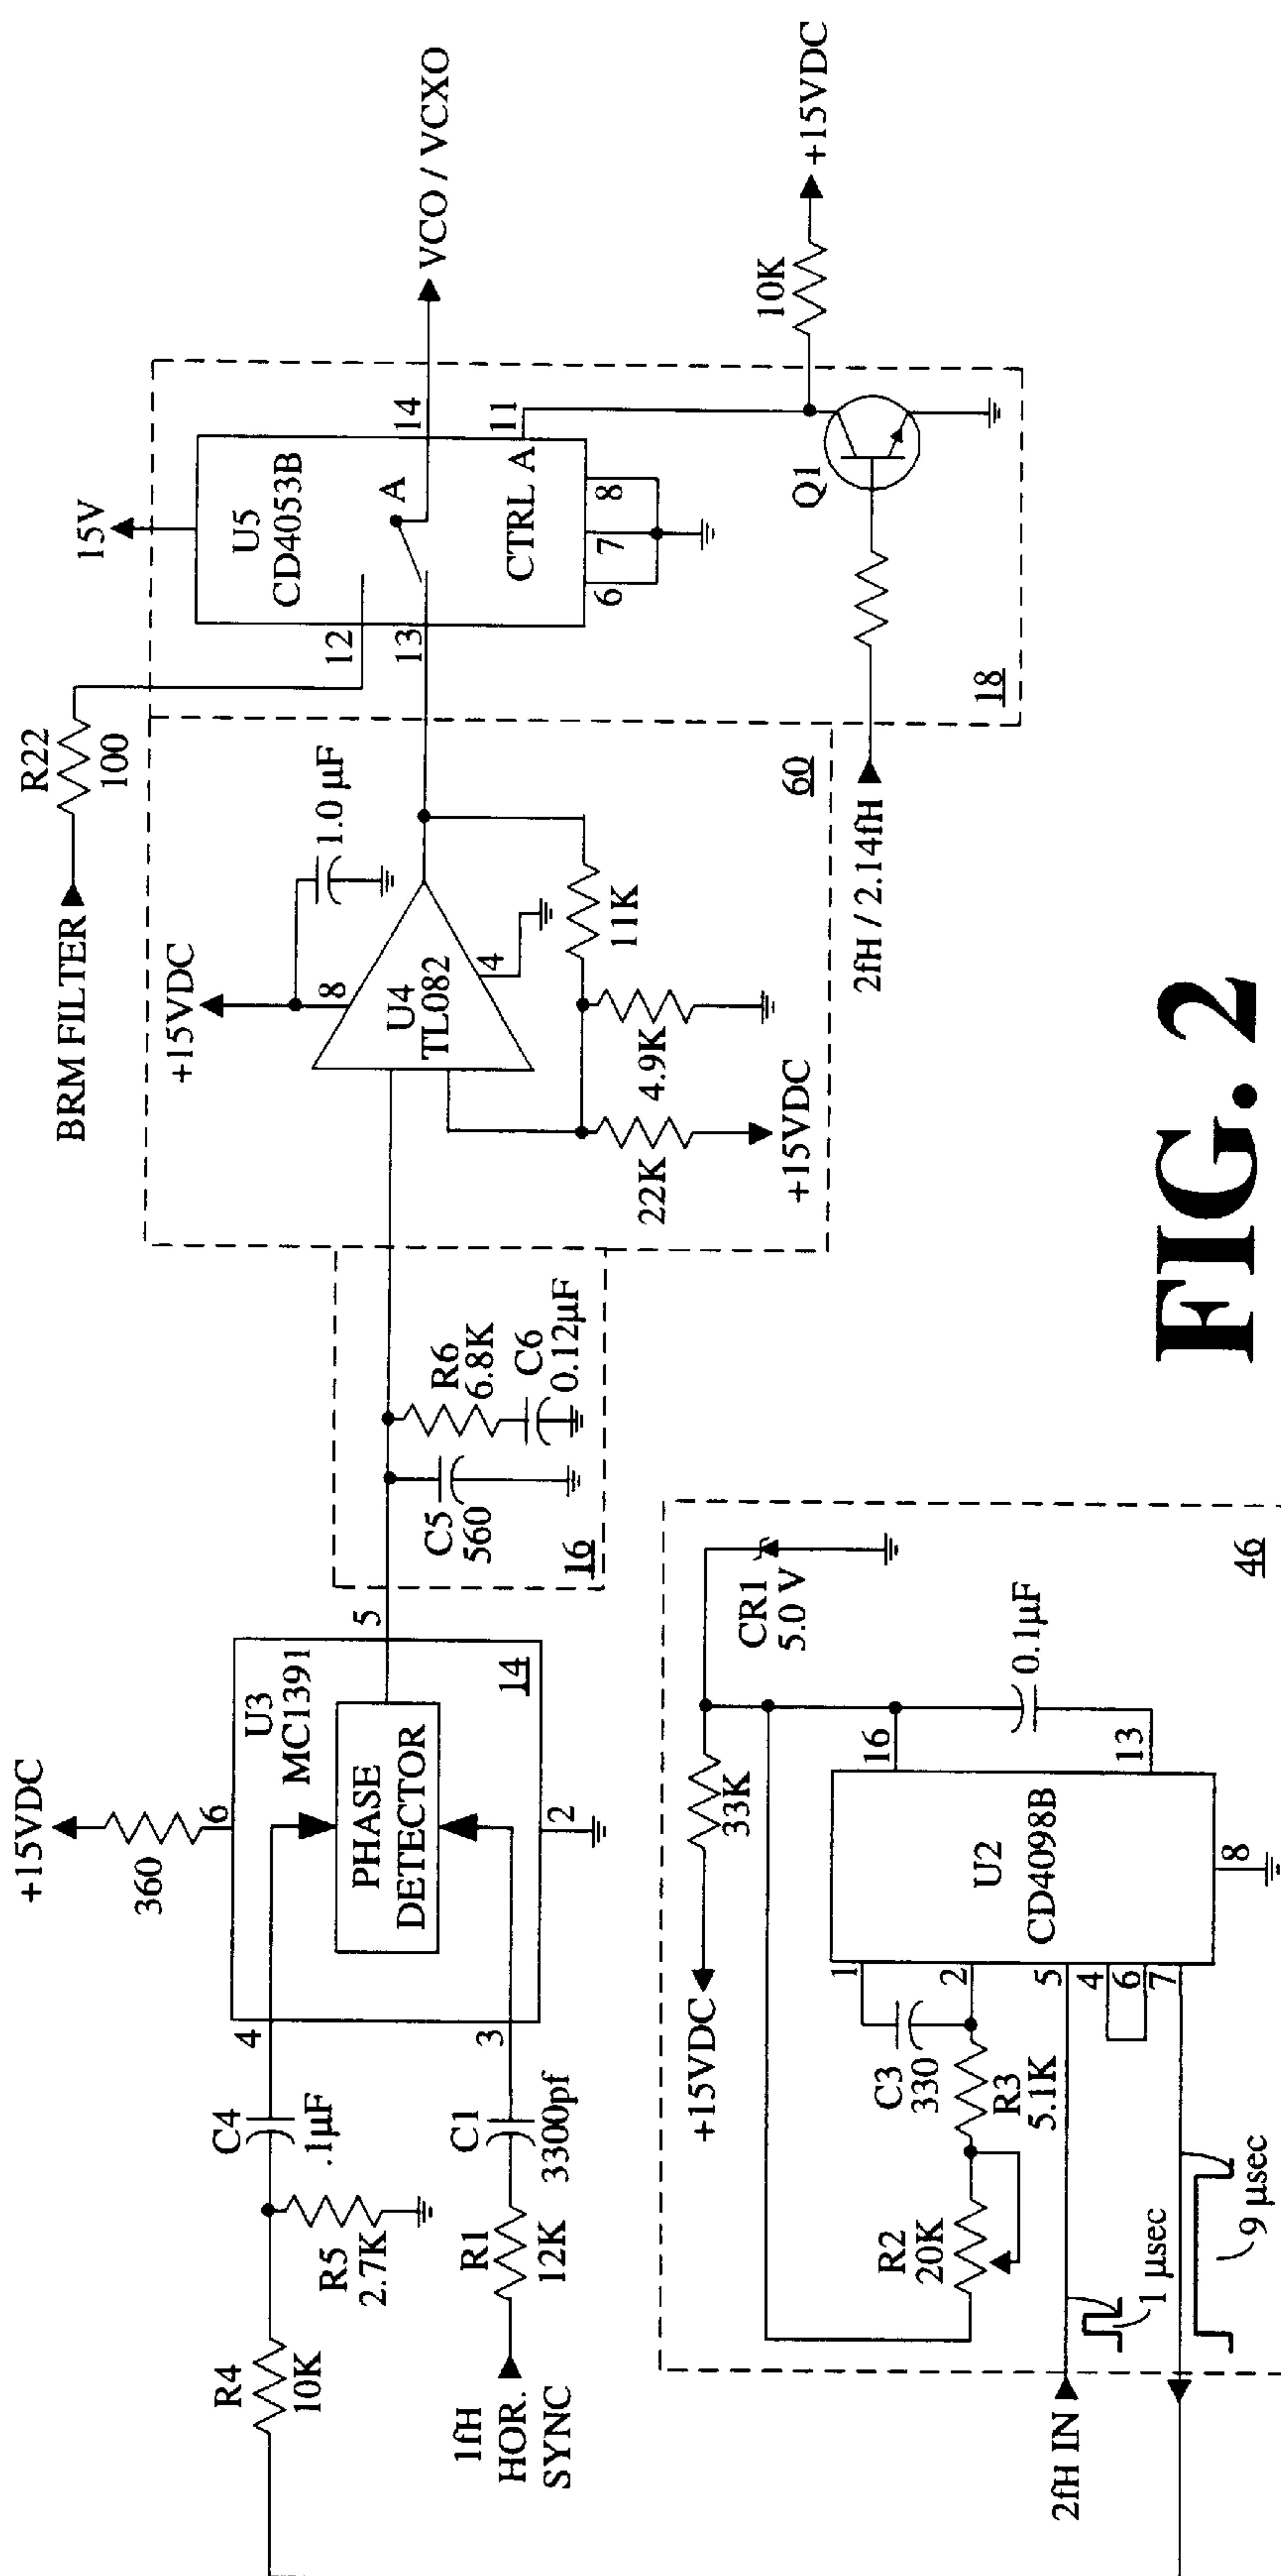 +15VDC
360
6
U3
MC1391
14
PHASE
DETECTOR
4
3
5
2
R4
10K
C4
.1µF
R5
2.7K
1fH
HOR.
SYNC
R1
12K
C1
3300pf
C5
560
R6
6.8K
C6
0.12µF
16
BRM FILTER
R22
100
+15VDC
1.0 µF
8
U4
TL082
4
11K
4.9K
22K
+15VDC
60
15V
U5
CD4053B
A
12
13
14
11
CTRL A
6
7
8
VCO / VCXO
10K
+15VDC
Q1
2fH / 2.14fH
18
+15VDC
33K
CR1
5.0 V
0.1µF
46
16
13
U2
CD4098B
8
1
2
5
4
6
7
C3
330
R3
5.1K
R2
20K
2fH IN
1 µsec
9 µsec
FIG. 2